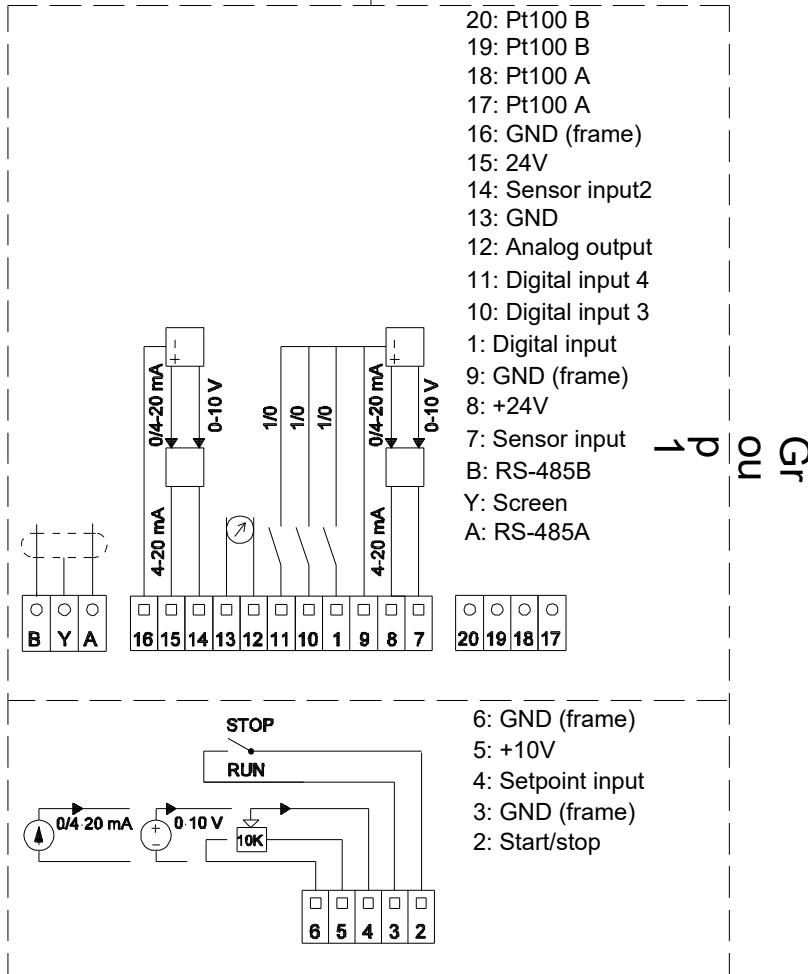 20: Pt100 B
19: Pt100 B
18: Pt100 A
17: Pt100 A
16: GND (frame)
15: 24V
14: Sensor input2
13: GND
12: Analog output
11: Digital input 4
10: Digital input 3
1: Digital input
9: GND (frame)
8: +24V
7: Sensor input
B: RS-485B
Y: Screen
A: RS-485A
Gr
ou
p
1
- +
- +
0/4-20 mA
0-10 V
1/0
1/0
1/0
0/4-20 mA
0-10 V
4-20 mA
4-20 mA
B Y A
16 15 14 13 12 11 10 1 9 8 7
20 19 18 17
STOP
RUN
0/4-20 mA
+ −
0-10 V
10K
6 5 4 3 2
6: GND (frame)
5: +10V
4: Setpoint input
3: GND (frame)
2: Start/stop